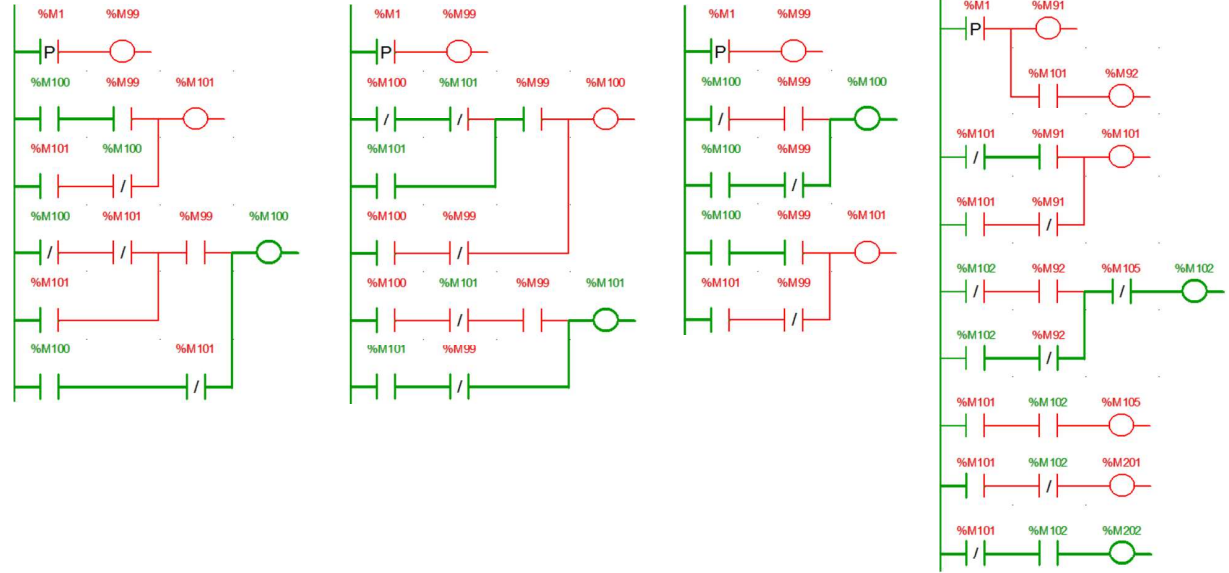 %M1 %M99
P
%M100 %M99 %M101
%M101 %M100
%M100 %M101 %M99 %M100
%M101
%M100 %M101
%M1 %M99
P
%M100 %M101 %M99 %M100
%M101
%M100 %M99
%M100 %M101 %M99 %M101
%M101 %M99
%M1 %M99
P
%M100 %M99 %M100
%M100 %M99
%M100 %M99 %M101
%M101 %M99
%M1 %M91
P
%M101 %M92
%M101 %M91 %M101
%M101 %M91
%M102 %M92 %M105 %M102
%M102 %M92
%M101 %M102 %M105
%M101 %M102 %M201
%M101 %M102 %M202